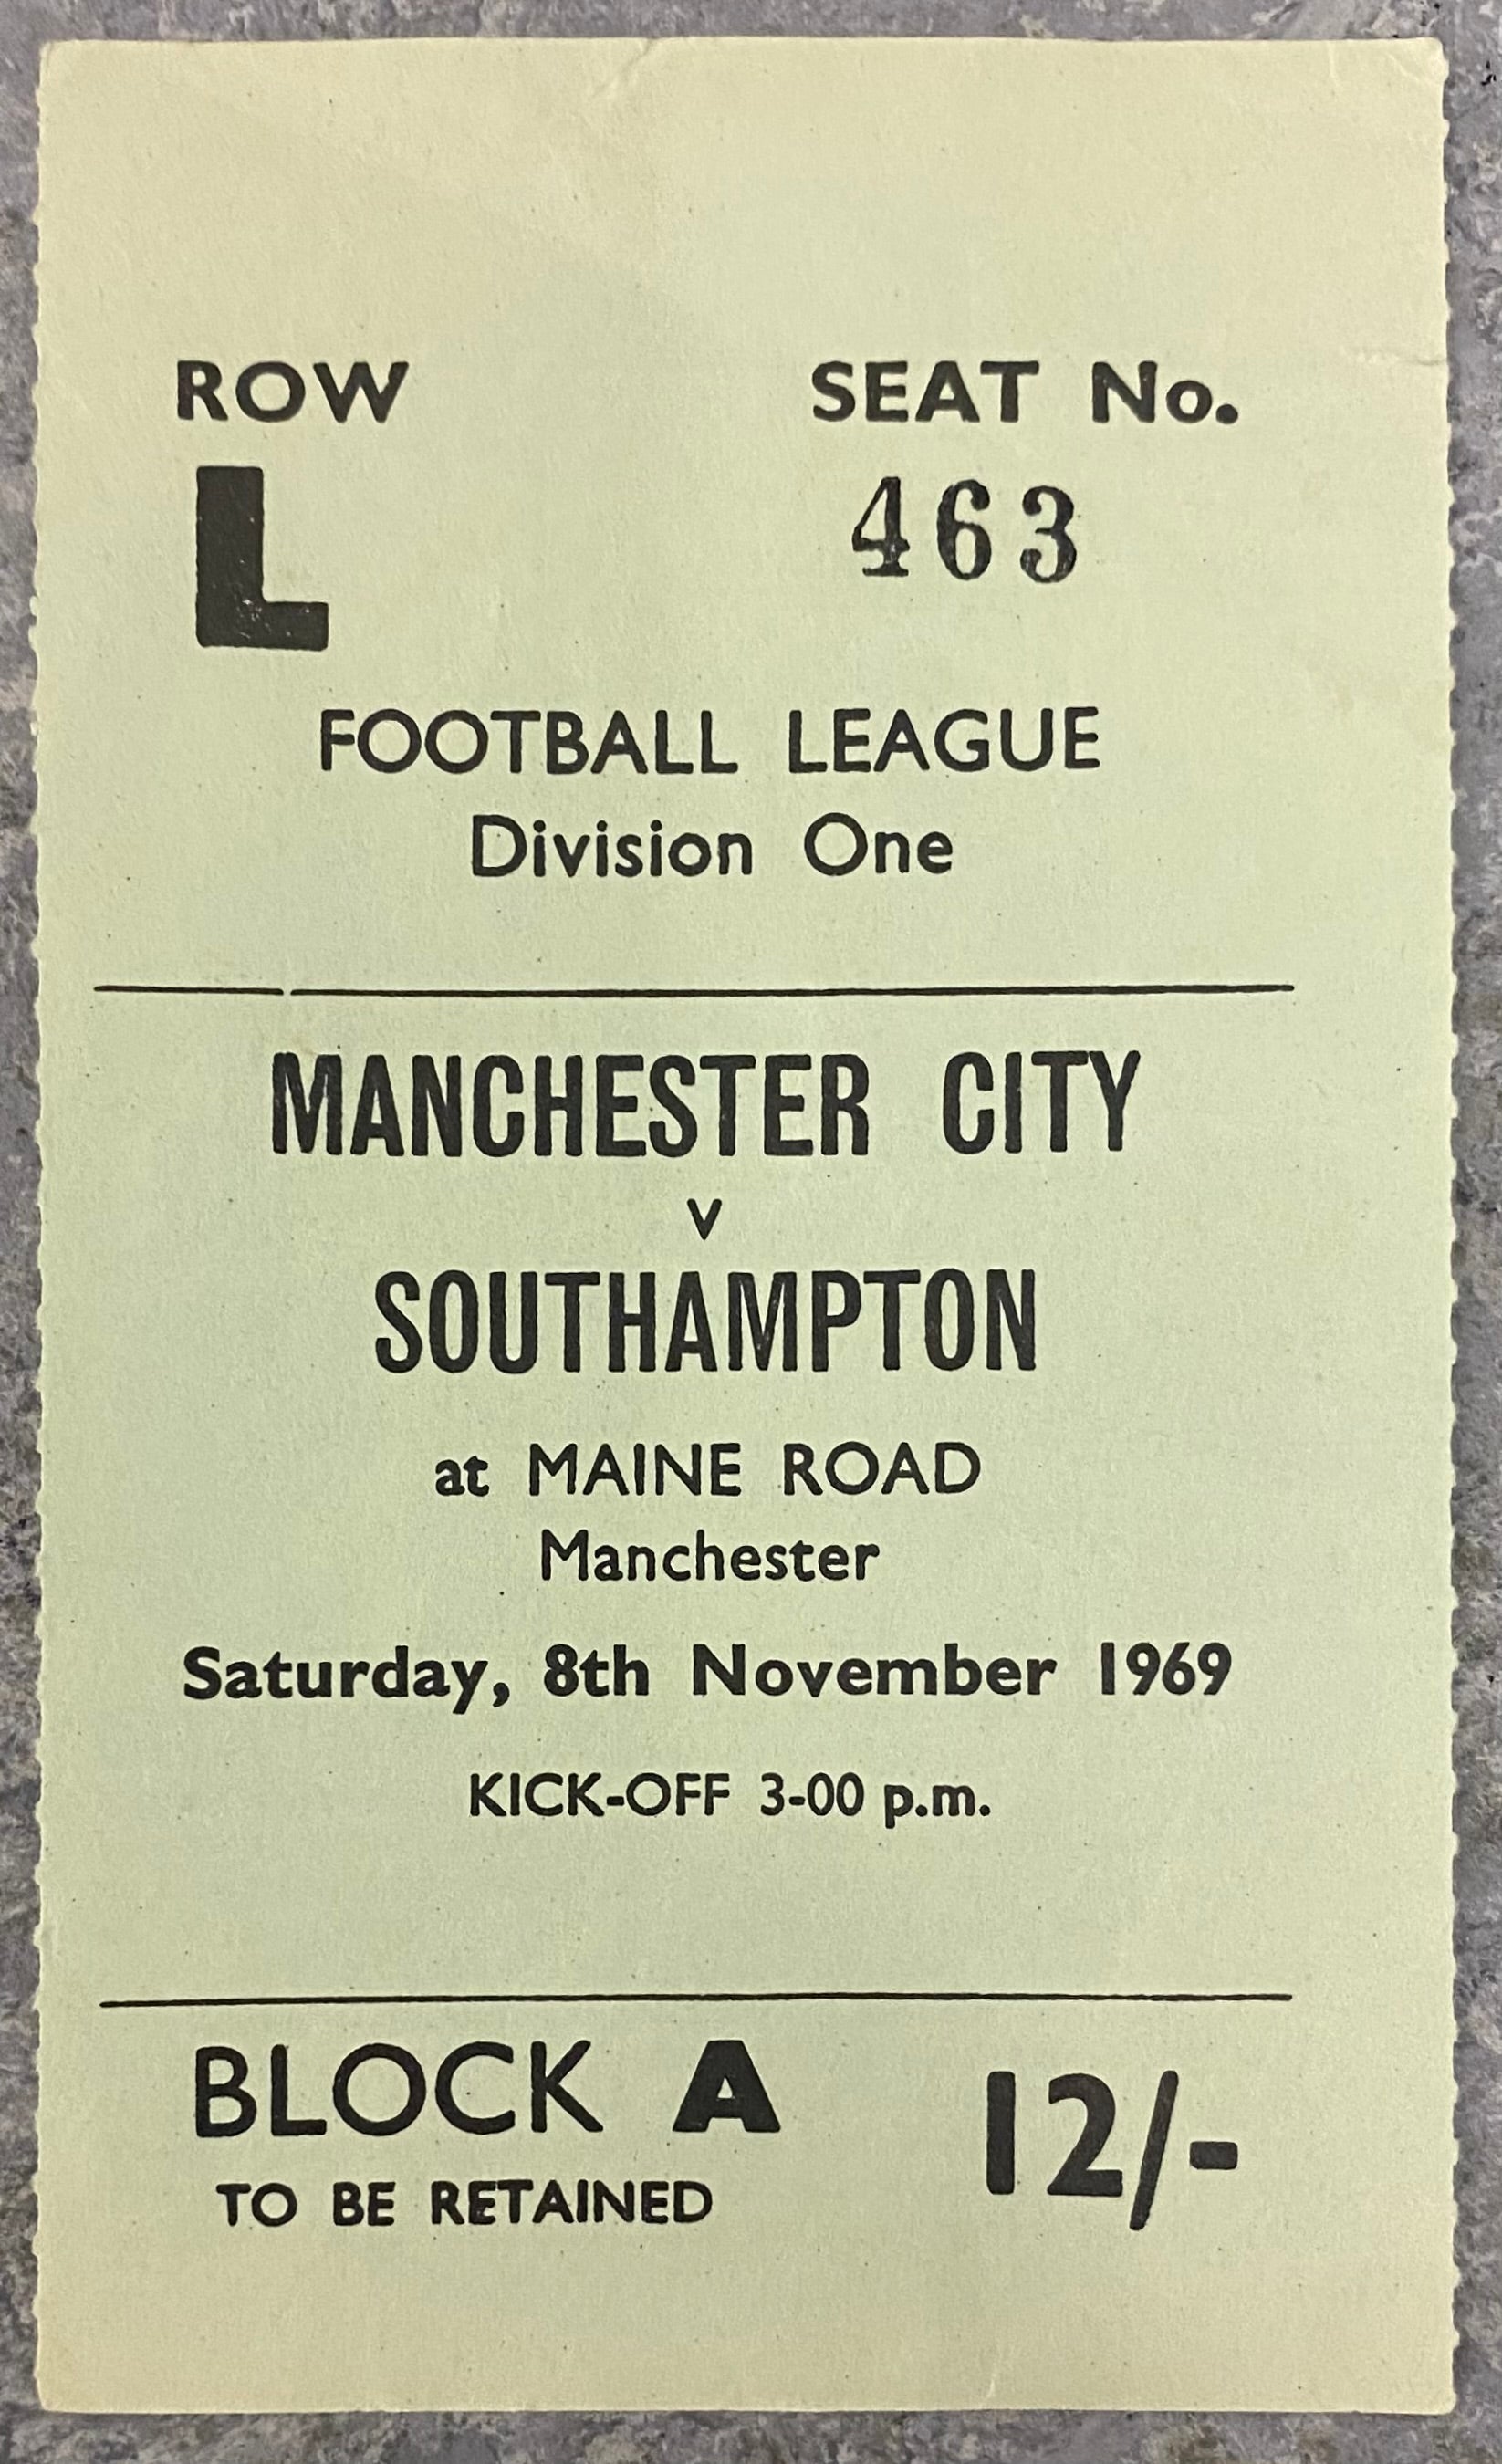 ROW SEAT No.
L 463
FOOTBALL LEAGUE
Division One
MANCHESTER CITY
v
SOUTHAMPTON
at MAINE ROAD
Manchester
Saturday, 8th November 1969
KICK-OFF 3-00 p.m.
BLOCK A 12/-
TO BE RETAINED